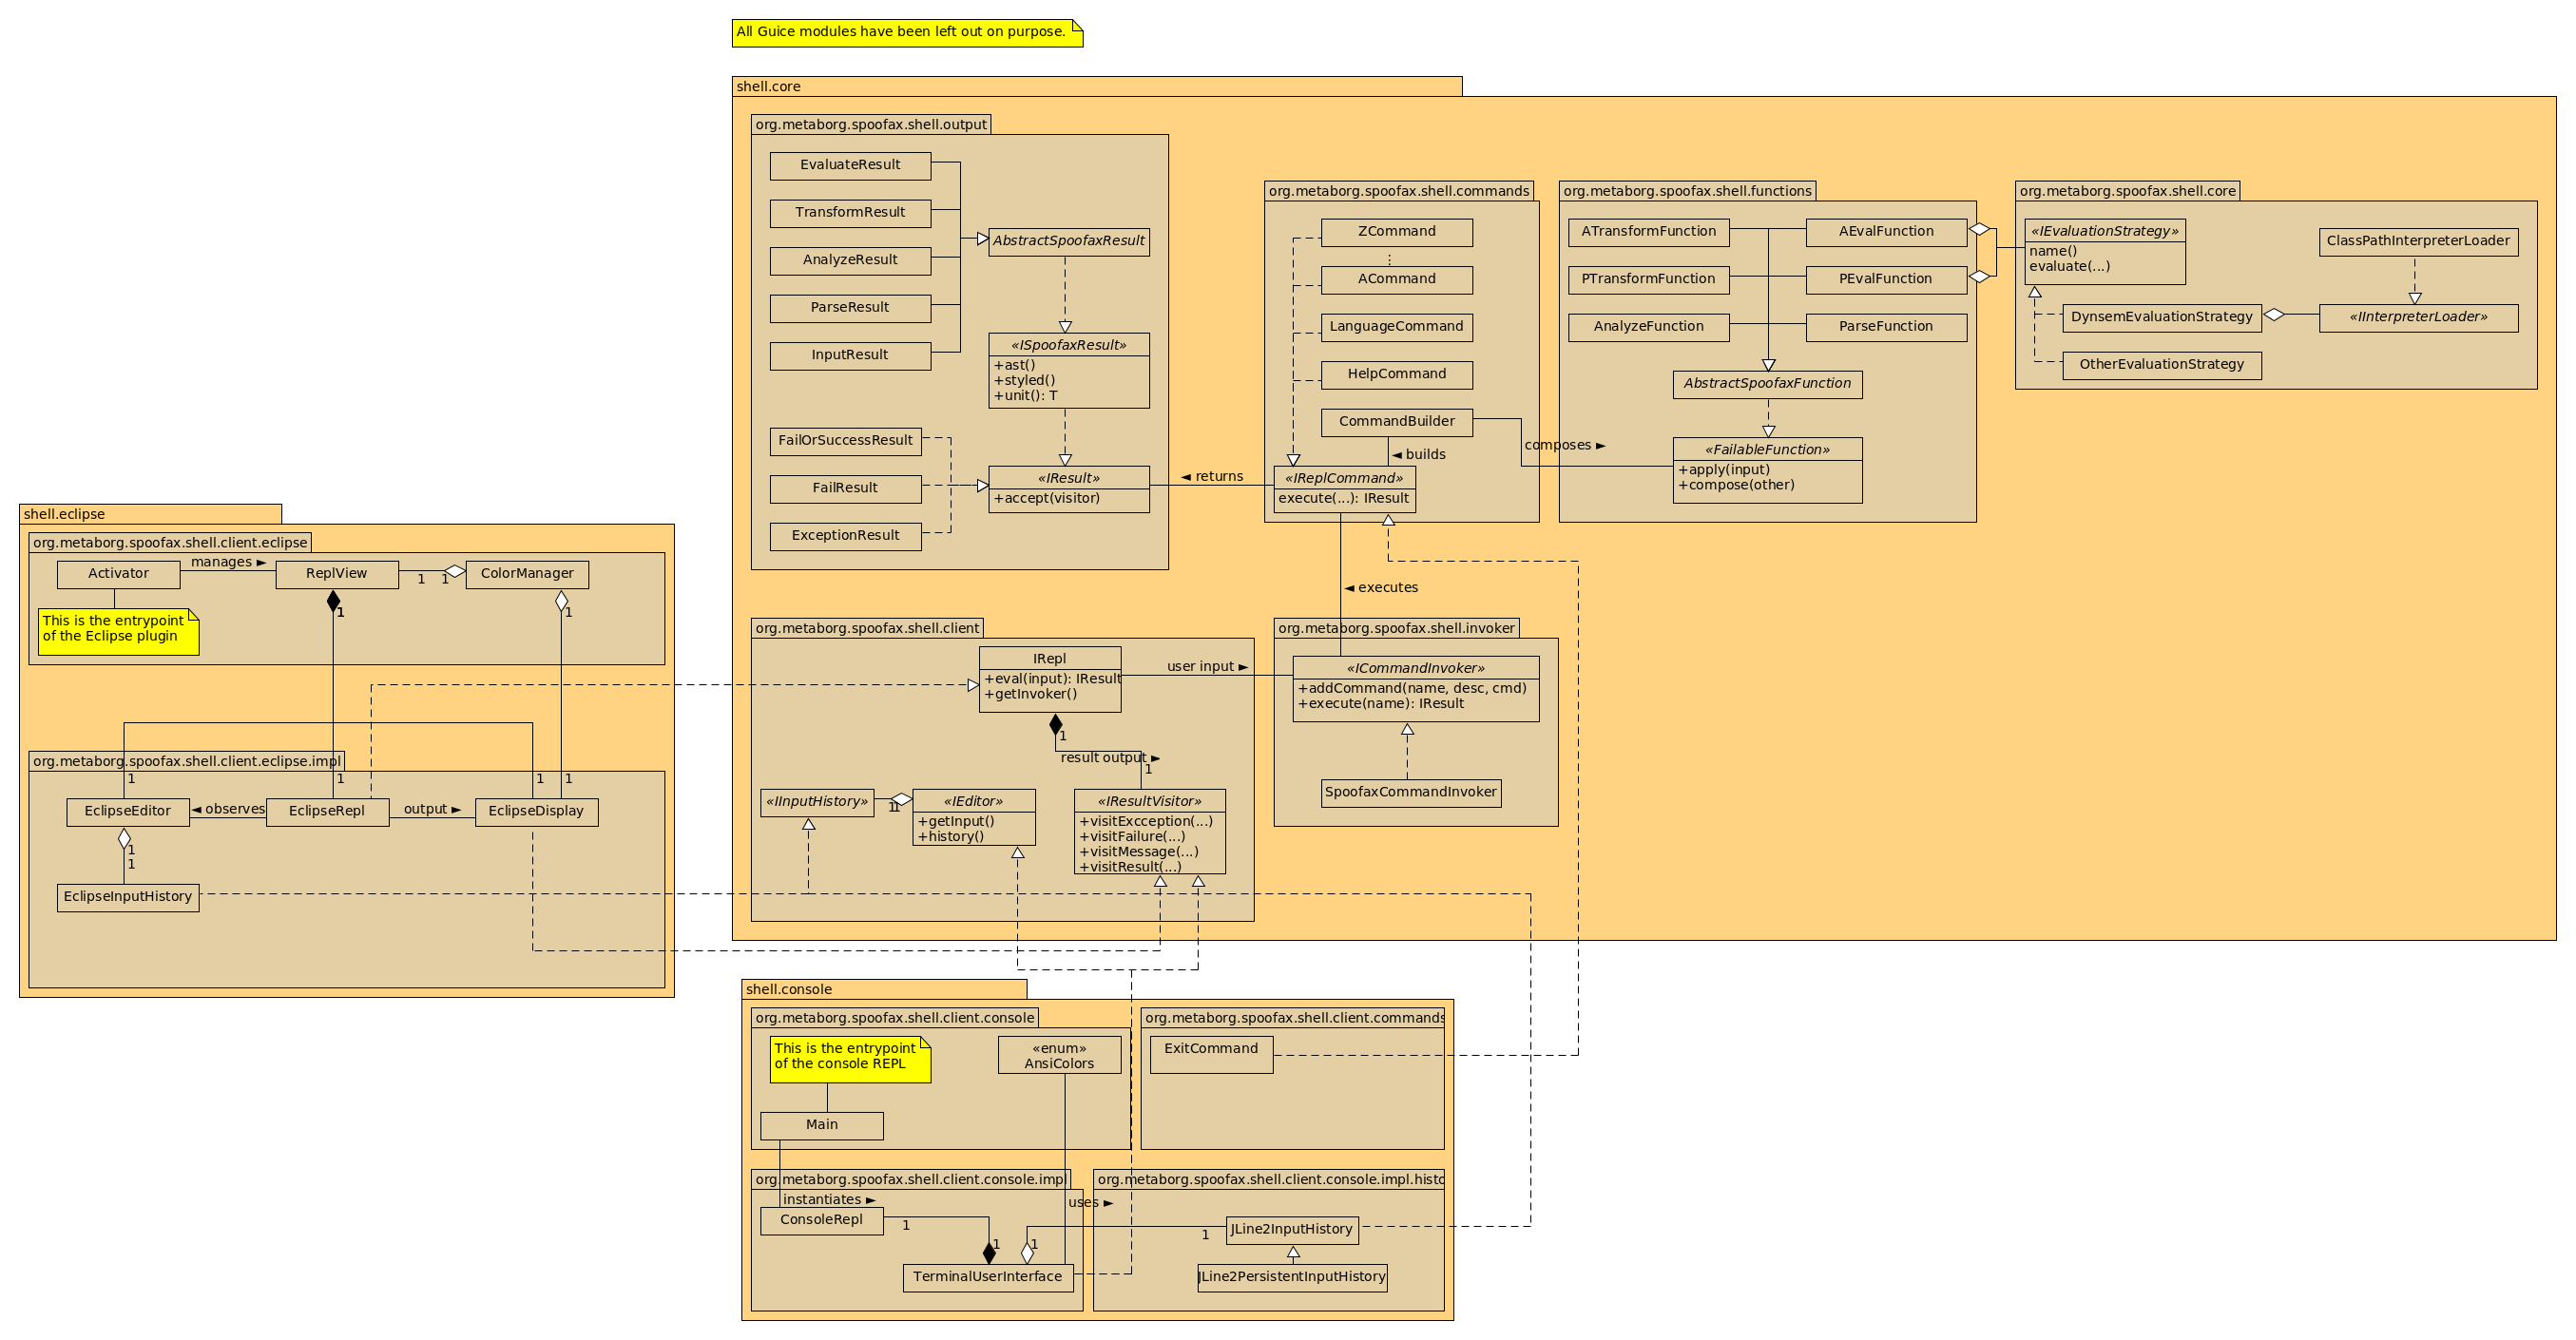 All Guice modules have been left out on purpose.
shell.core
org.metaborg.spoofax.shell.output
EvaluateResult
TransformResult
AnalyzeResult
ParseResult
InputResult
AbstractSpoofaxResult
«ISpoofaxResult»
+ast()
+styled()
+unit(): T
FailOrSuccessResult
FailResult
ExceptionResult
«IResult»
+accept(visitor)
◄ returns
org.metaborg.spoofax.shell.commands
ZCommand
⋮
ACommand
LanguageCommand
HelpCommand
CommandBuilder
◄ builds
«IReplCommand»
execute(...): IResult
composes ►
org.metaborg.spoofax.shell.functions
ATransformFunction
AEvalFunction
PTransformFunction
PEvalFunction
AnalyzeFunction
ParseFunction
AbstractSpoofaxFunction
«FailableFunction»
+apply(input)
+compose(other)
org.metaborg.spoofax.shell.core
«IEvaluationStrategy»
name()
evaluate(...)
ClassPathInterpreterLoader
DynsemEvaluationStrategy
«IInterpreterLoader»
OtherEvaluationStrategy
◄ executes
org.metaborg.spoofax.shell.client
IRepl
+eval(input): IResult
+getInvoker()
user input ►
1
result output ►
1
«IInputHistory»
1
1
«IEditor»
+getInput()
+history()
«IResultVisitor»
+visitExcception(...)
+visitFailure(...)
+visitMessage(...)
+visitResult(...)
org.metaborg.spoofax.shell.invoker
«ICommandInvoker»
+addCommand(name, desc, cmd)
+execute(name): IResult
SpoofaxCommandInvoker
shell.eclipse
org.metaborg.spoofax.shell.client.eclipse
Activator
manages ►
ReplView
1
1
ColorManager
This is the entrypoint
of the Eclipse plugin
1
1
org.metaborg.spoofax.shell.client.eclipse.impl
1
1
1
1
EclipseEditor
◄ observes
EclipseRepl
output ►
EclipseDisplay
1
1
EclipseInputHistory
shell.console
org.metaborg.spoofax.shell.client.console
This is the entrypoint
of the console REPL
«enum»
AnsiColors
Main
org.metaborg.spoofax.shell.client.commands
ExitCommand
org.metaborg.spoofax.shell.client.console.impl
instantiates ►
uses ►
ConsoleRepl
1
1
1
TerminalUserInterface
org.metaborg.spoofax.shell.client.console.impl.histo
1
JLine2InputHistory
JLine2PersistentInputHistory